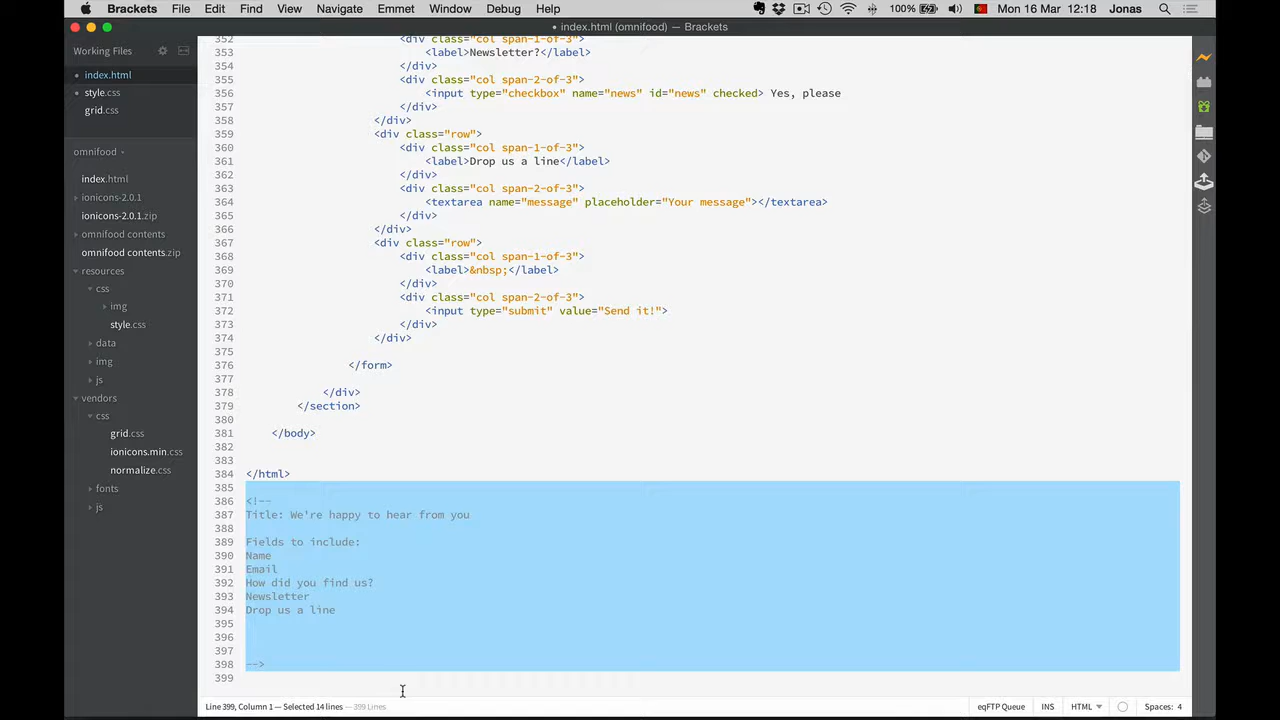 Brackets File Edit Find View Navigate Emmet Window Debug Help 100% Mon 16 Mar 12:18 Jonas
• index.html (omnifood) — Brackets
Working Files
index.html
style.css
grid.css
omnifood
index.html
ionicons-2.0.1
ionicons-2.0.1.zip
omnifood contents
omnifood contents.zip
resources
css
img
style.css
data
img
js
vendors
css
grid.css
ionicons.min.css
normalize.css
fonts
js
352 <div class="col span-1-of-3">
353 <label>Newsletter?</label>
354 </div>
355 <div class="col span-2-of-3">
356 <input type="checkbox" name="news" id="news" checked> Yes, please
357 </div>
358 </div>
359 <div class="row">
360 <div class="col span-1-of-3">
361 <label>Drop us a line</label>
362 </div>
363 <div class="col span-2-of-3">
364 <textarea name="message" placeholder="Your message"></textarea>
365 </div>
366 </div>
367 <div class="row">
368 <div class="col span-1-of-3">
369 <label>&nbsp;</label>
370 </div>
371 <div class="col span-2-of-3">
372 <input type="submit" value="Send it!">
373 </div>
374 </div>
375
376 </form>
377
378 </div>
379 </section>
380
381 </body>
382
383
384 </html>
385
386 <!--
387 Title: We're happy to hear from you
388
389 Fields to include:
390 Name
391 Email
392 How did you find us?
393 Newsletter
394 Drop us a line
395
396
397
398 -->
399
Line 399, Column 1 — Selected 14 lines — 399 Lines eqFTP Queue INS HTML Spaces: 4